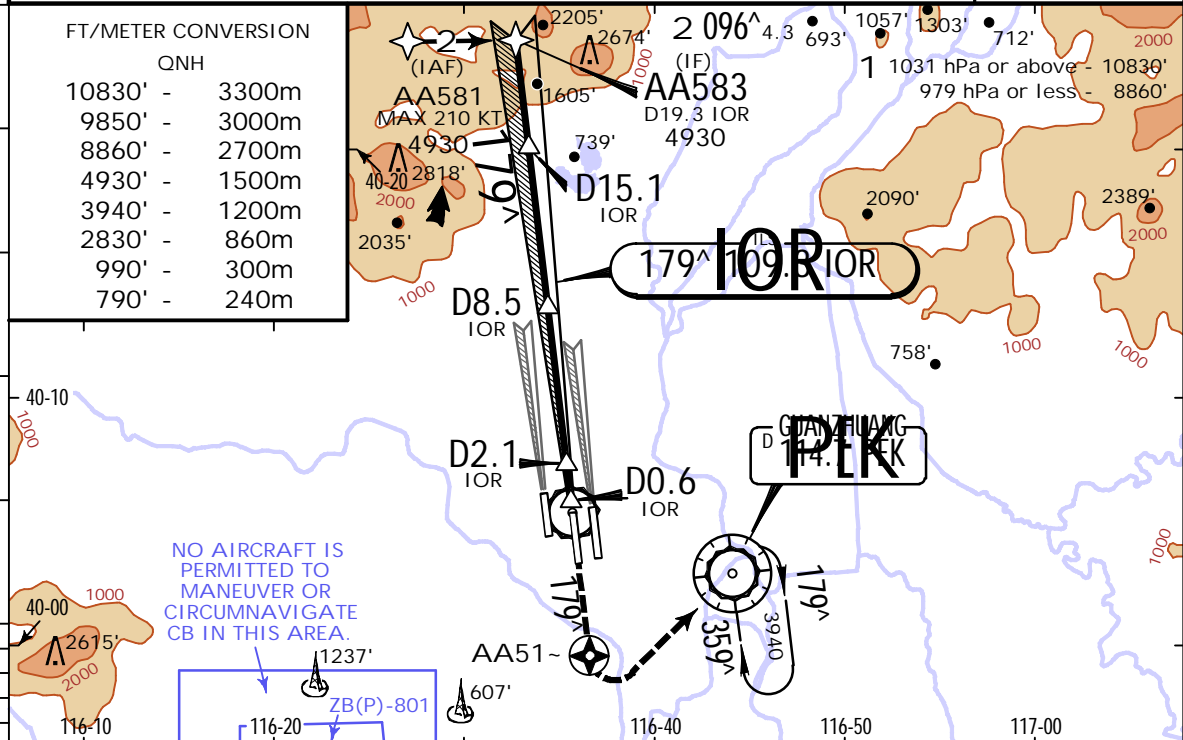 FT/METER CONVERSION
QNH
10830' - 3300m
9850' - 3000m
8860' - 2700m
4930' - 1500m
3940' - 1200m
2830' - 860m
990' - 300m
790' - 240m
2
(IAF)
AA581
MAX 210 KT
4930
40-20
2818'
2000
2035'
1000
2205'
2674'
1000
1605'
739'
2 096^ 4.3
(IF)
AA583
D19.3 IOR
4930
693'
1057'
1303'
712'
2000
1 1031 hPa or above - 10830'
979 hPa or less - 8860'
D15.1
IOR
2090'
2389'
2000
ILS
179^ IOR
IOR
D8.5
IOR
1000
1000
758'
40-10
1000
D2.1
IOR
D0.6
IOR
GUANZHUANG
D PEK
PEK
179^
179^
359^
3940
1000
AA51~
NO AIRCRAFT IS
PERMITTED TO
MANEUVER OR
CIRCUMNAVIGATE
CB IN THIS AREA.
1000
40-00
2615'
2000
1237'
607'
ZB(P)-801
116-10
116-20
116-40
116-50
117-00